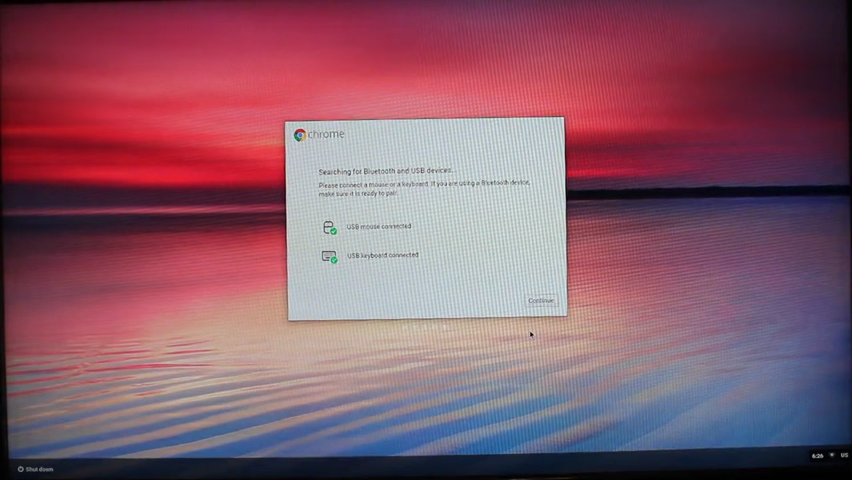 chrome
Searching for Bluetooth and USB devices.
Please connect a mouse or a keyboard. If you are using a Bluetooth device,
make sure it is ready to pair.
USB mouse connected
USB keyboard connected
Continue
Shut down
6:26
US